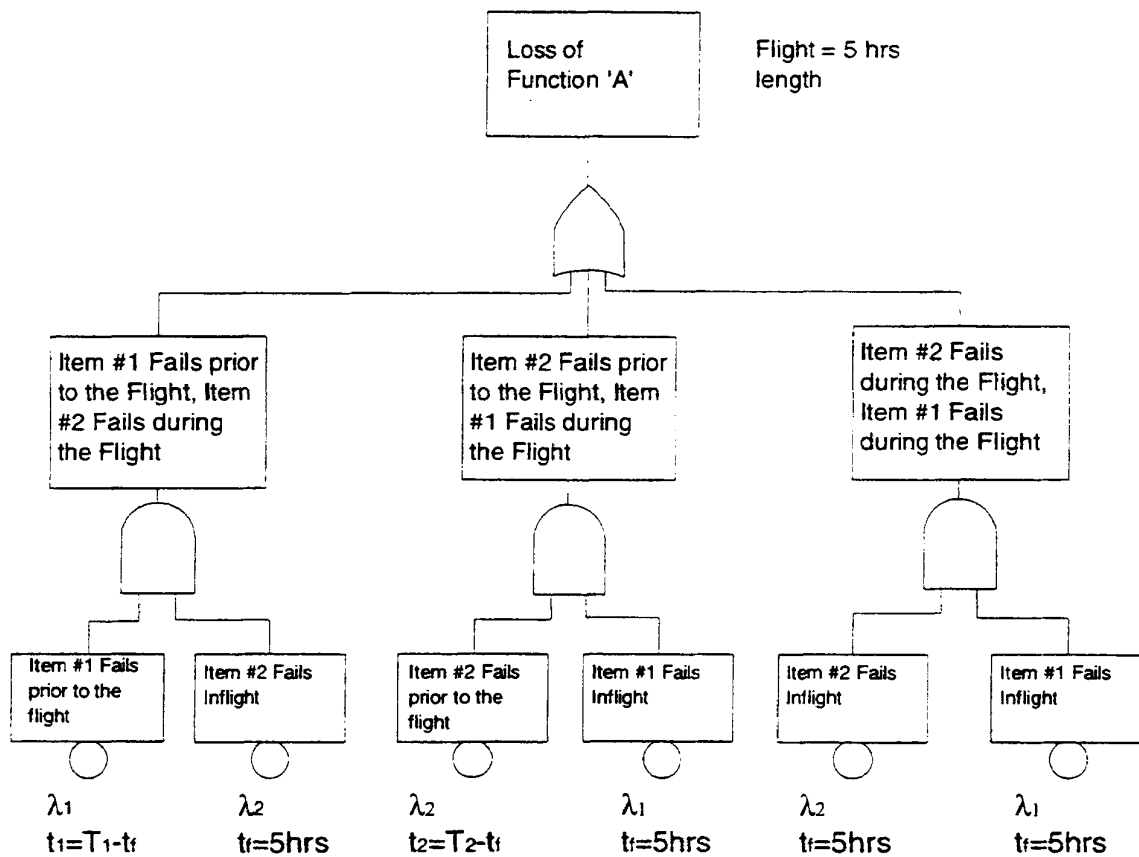 Loss of
Function 'A'
Flight = 5 hrs
length
Item #1 Fails prior
to the Flight, Item
#2 Fails during
the Flight
Item #2 Fails prior
to the Flight, Item
#1 Fails during
the Flight
Item #2 Fails
during the Flight,
Item #1 Fails
during the Flight
Item #1 Fails
prior to the
flight
Item #2 Fails
Inflight
Item #2 Fails
prior to the
flight
Item #1 Fails
Inflight
Item #2 Fails
Inflight
Item #1 Fails
Inflight
λ1
t1=T1-tf
λ2
tf=5hrs
λ2
t2=T2-tf
λ1
tf=5hrs
λ2
tf=5hrs
λ1
tf=5hrs